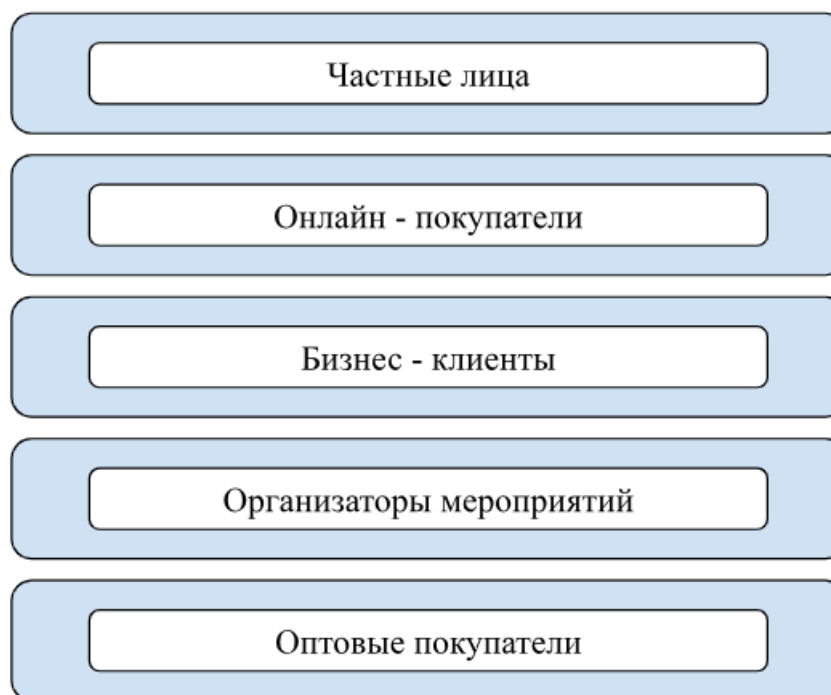 Частные лица
Онлайн - покупатели
Бизнес - клиенты
Организаторы мероприятий
Оптовые покупатели